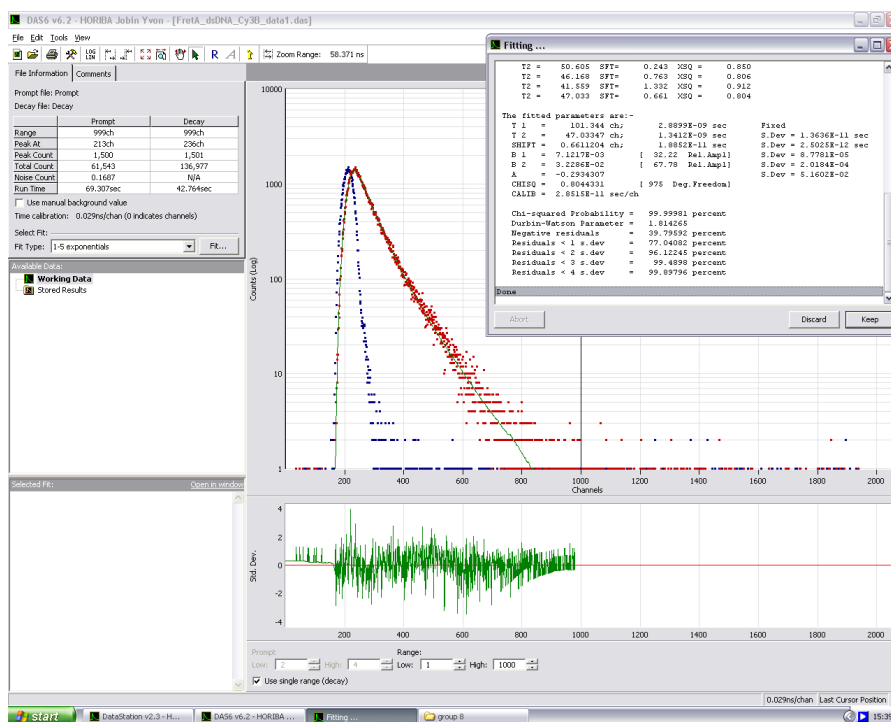 DAS6 v6.2 - HORIBA Jobin Yvon - [FretA_dsDNA_Cy3B_data1.das]
File Edit Tools View
LOG LIN R A ? Zoom Range: 58.371 ns
File Information Comments
Prompt file: Prompt
Decay file: Decay
Prompt Decay
Range 999ch 999ch
Peak At 213ch 236ch
Peak Count 1,500 1,501
Total Count 61,543 136,977
Noise Count 0.1687 N/A
Run Time 69.307sec 42.764sec
Use manual background value
Time calibration: 0.029ns/chan (0 indicates channels)
Select Fit:
Fit Type: 1-5 exponentials Fit...
Available Data:
Working Data
Stored Results
Selected Fit: Open in window
10000
1000
100
10
1
Counts (Log)
200 400 600 800 1000 1200 1400 1600 1800 2000
Channels
4
2
0
-2
-4
Std. Dev.
200 400 600 800 1000 1200 1400 1600 1800 2000
Prompt Range:
Low: 2 High: 4 Low: 1 High: 1000
Use single range (decay)
Fitting ...
T2 = 50.605 SFT= 0.243 XSQ = 0.850
T2 = 46.168 SFT= 0.763 XSQ = 0.806
T2 = 41.559 SFT= 1.332 XSQ = 0.912
T2 = 47.033 SFT= 0.661 XSQ = 0.804
The fitted parameters are:-
T 1 = 101.344 ch; 2.8899E-09 sec Fixed
T 2 = 47.03347 ch; 1.3412E-09 sec S.Dev = 1.3636E-11 sec
SHIFT = 0.6611204 ch; 1.8852E-11 sec S.Dev = 2.5025E-12 sec
B 1 = 7.1217E-03 [ 32.22 Rel.Ampl] S.Dev = 8.7781E-05
B 2 = 3.2286E-02 [ 67.78 Rel.Ampl] S.Dev = 2.0184E-04
A = -0.2934307 S.Dev = 5.1602E-02
CHISQ = 0.8044331 [ 975 Deg.Freedom]
CALIB = 2.8515E-11 sec/ch
Chi-squared Probability = 99.99981 percent
Durbin-Watson Parameter = 1.814265
Negative residuals = 39.79592 percent
Residuals < 1 s.dev = 77.04082 percent
Residuals < 2 s.dev = 96.12245 percent
Residuals < 3 s.dev = 99.4898 percent
Residuals < 4 s.dev = 99.89796 percent
Done
Abort Discard Keep
0.029ns/chan Last Cursor Position
start DataStation v2.3 - H... DAS6 v6.2 - HORIBA ... Fitting ... group 8